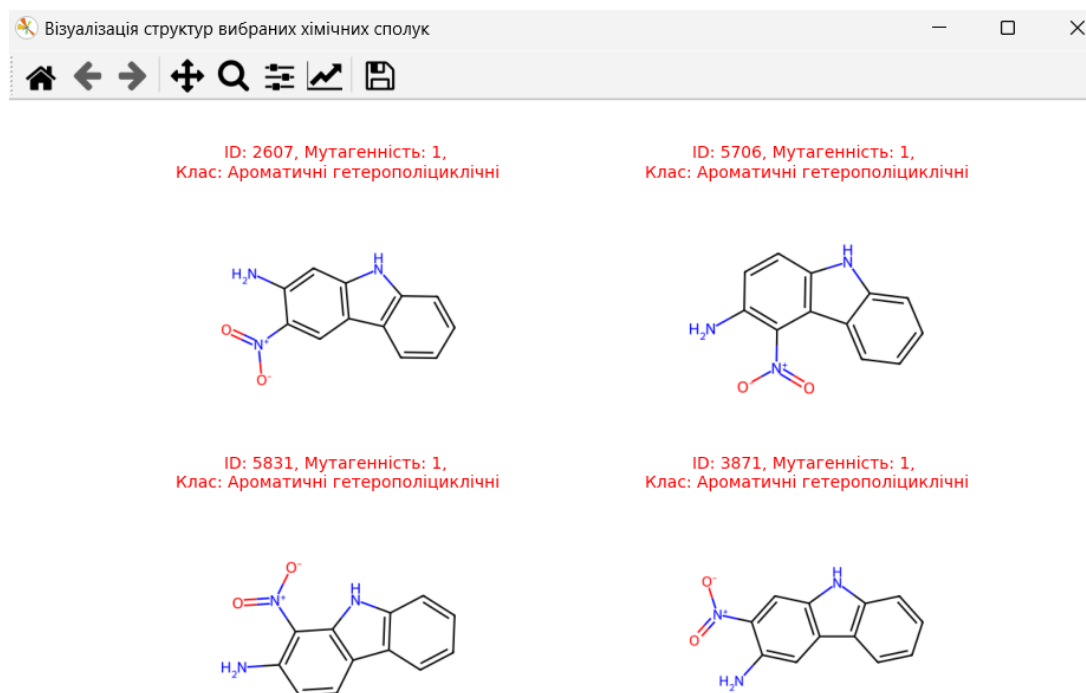 Візуалізація структур вибраних хімічних сполук
ID: 2607, Мутагенність: 1,
Клас: Ароматичні гетерополіциклічні
ID: 5706, Мутагенність: 1,
Клас: Ароматичні гетерополіциклічні
H
N
H₂N
O
N⁺
O⁻
H
N
H₂N
N⁺
O⁻
O
ID: 5831, Мутагенність: 1,
Клас: Ароматичні гетерополіциклічні
ID: 3871, Мутагенність: 1,
Клас: Ароматичні гетерополіциклічні
O⁻
O
N⁺
H
N
H₂N
O⁻
N⁺
O
H
N
H₂N